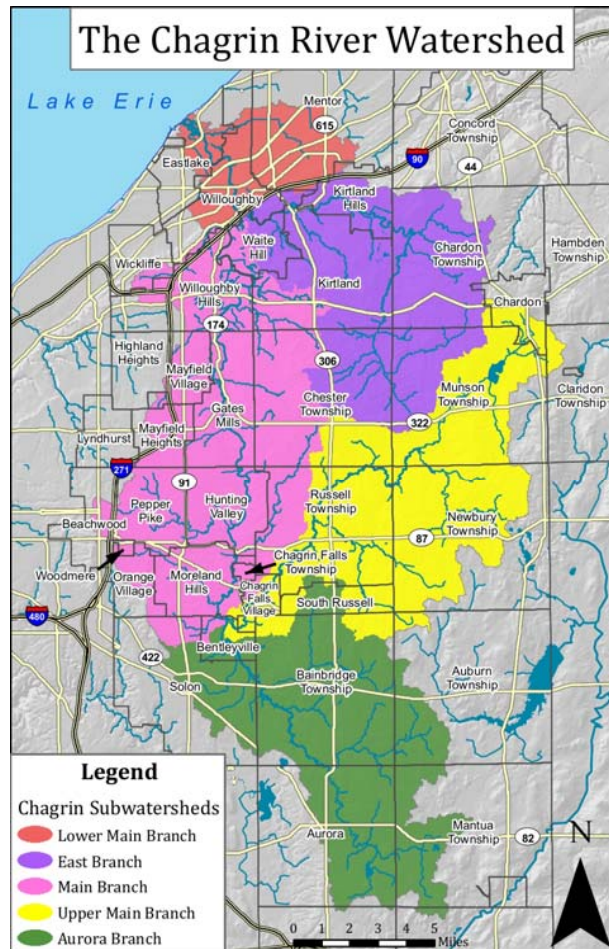 The Chagrin River Watershed
Lake Erie
Mentor
615
Concord
Township
Eastlake
90
44
Willoughby
Kirtland
Hills
Waite
Hill
Chardon
Township
Hambden
Township
Wickliffe
Willoughby
Hills
Kirtland
Chardon
174
Highland
Heights
306
Mayfield
Village
Chester
Township
Munson
Township
Claridon
Township
Gates
Mills
322
Lyndhurst
Mayfield
Heights
271
91
Pepper
Pike
Hunting
Valley
Russell
Township
Newbury
Township
Beachwood
87
Woodmere
Orange
Village
Moreland
Hills
Chagrin Falls
Township
Chagrin
Falls
Village
South Russell
480
Bentleyville
422
Solon
Bainbridge
Township
Auburn
Township
Legend
Chagrin Subwatersheds
Lower Main Branch
East Branch
Main Branch
Upper Main Branch
Aurora Branch
Aurora
Mantua
Township
82
N
0 1 2 3 4 5
Miles